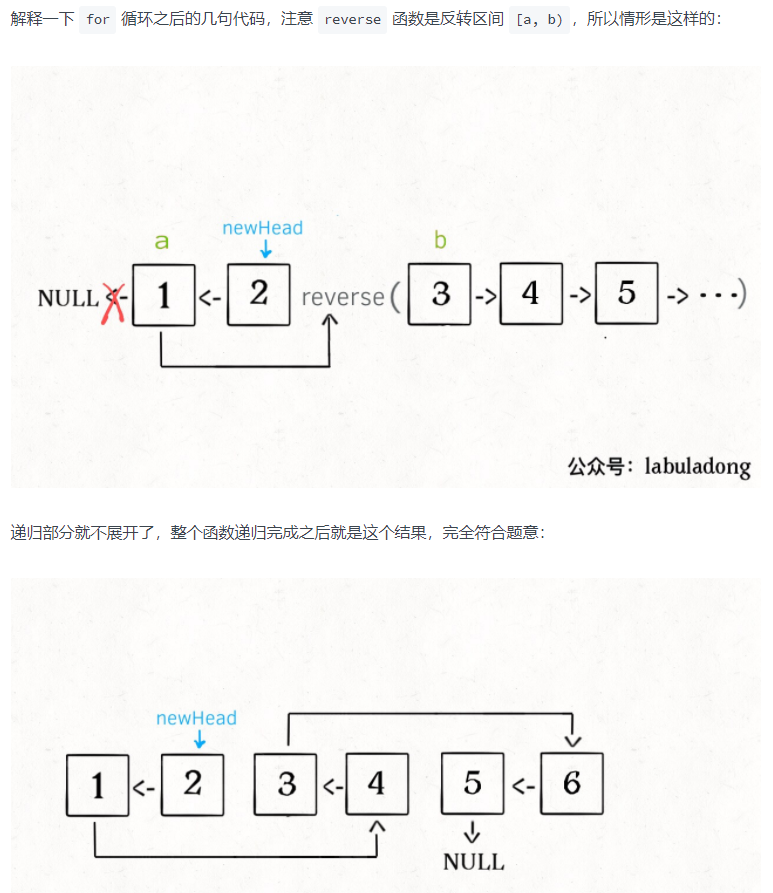 解释一下 for 循环之后的几句代码，注意 reverse 函数是反转区间 [a, b) ，所以情形是这样的：
a newHead b
NULL <- 1 <- 2 reverse( 3 -> 4 -> 5 -> ···)
公众号：labuladong
递归部分就不展开了，整个函数递归完成之后就是这个结果，完全符合题意：
newHead
1 <- 2 3 <- 4 5 <- 6
NULL